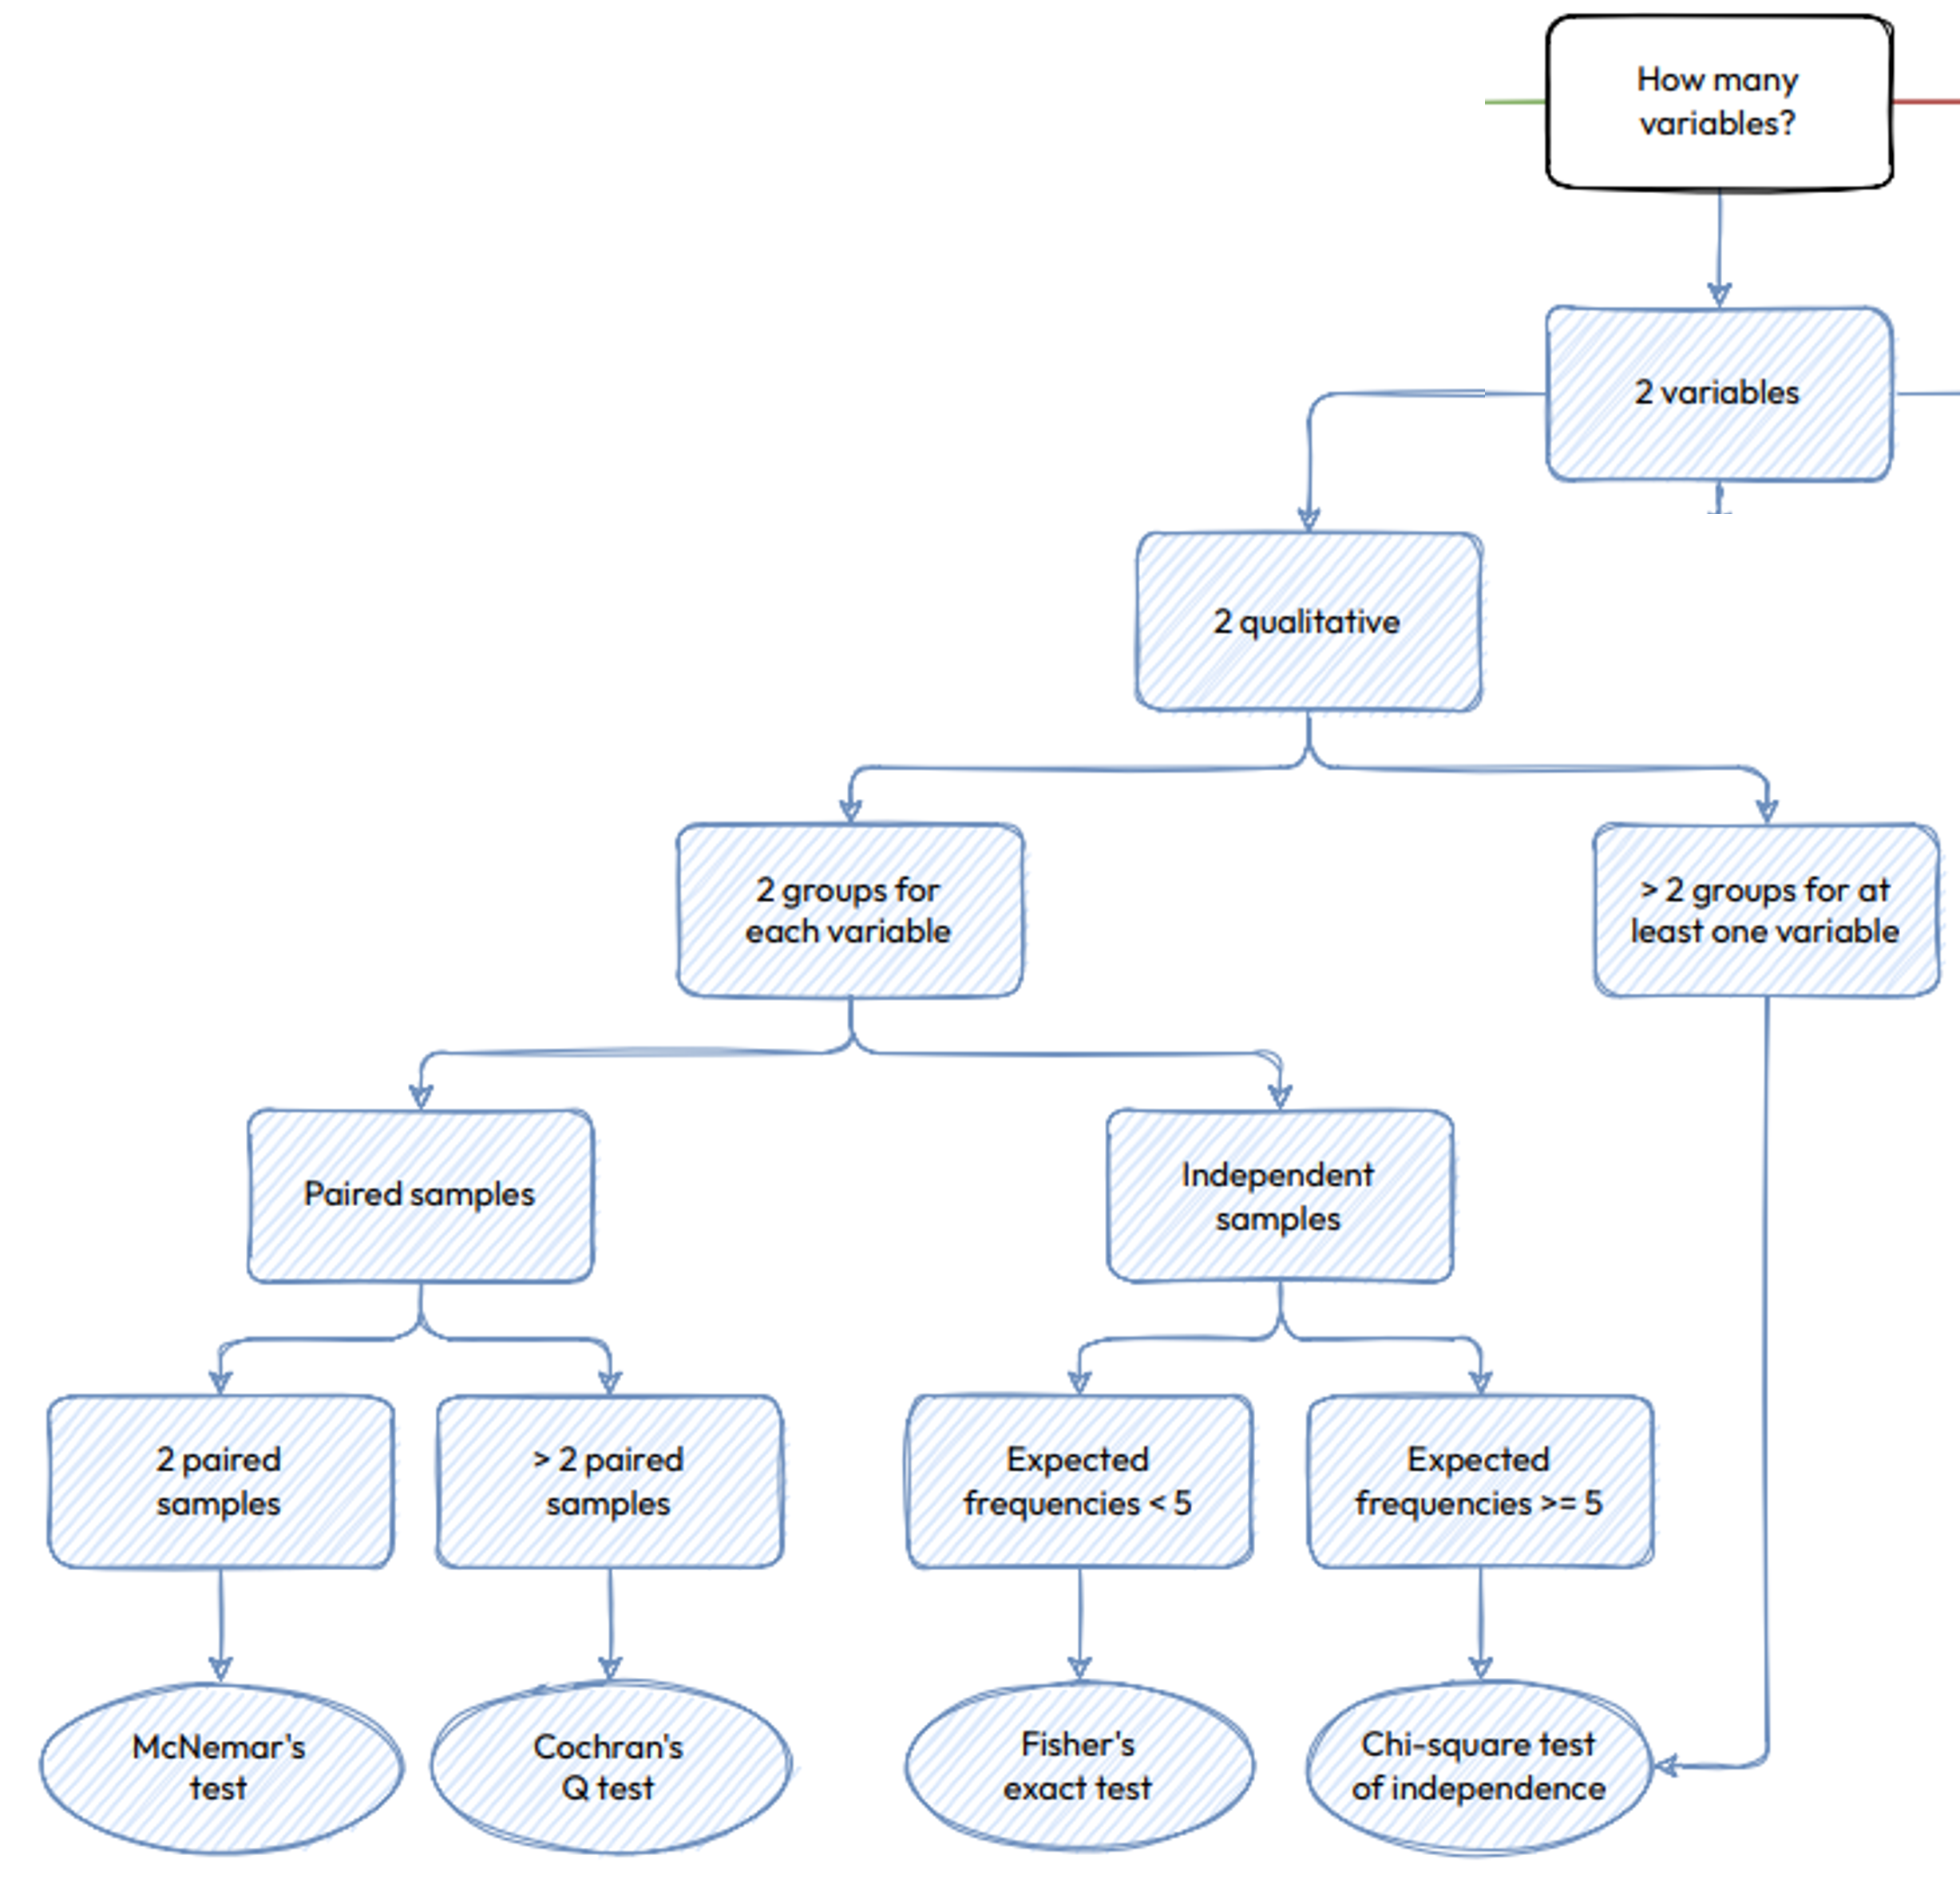 How many
variables?
2 variables
2 qualitative
2 groups for
each variable
> 2 groups for at
least one variable
Paired samples
Independent
samples
2 paired
samples
> 2 paired
samples
Expected
frequencies < 5
Expected
frequencies >= 5
McNemar's
test
Cochran's
Q test
Fisher's
exact test
Chi-square test
of independence